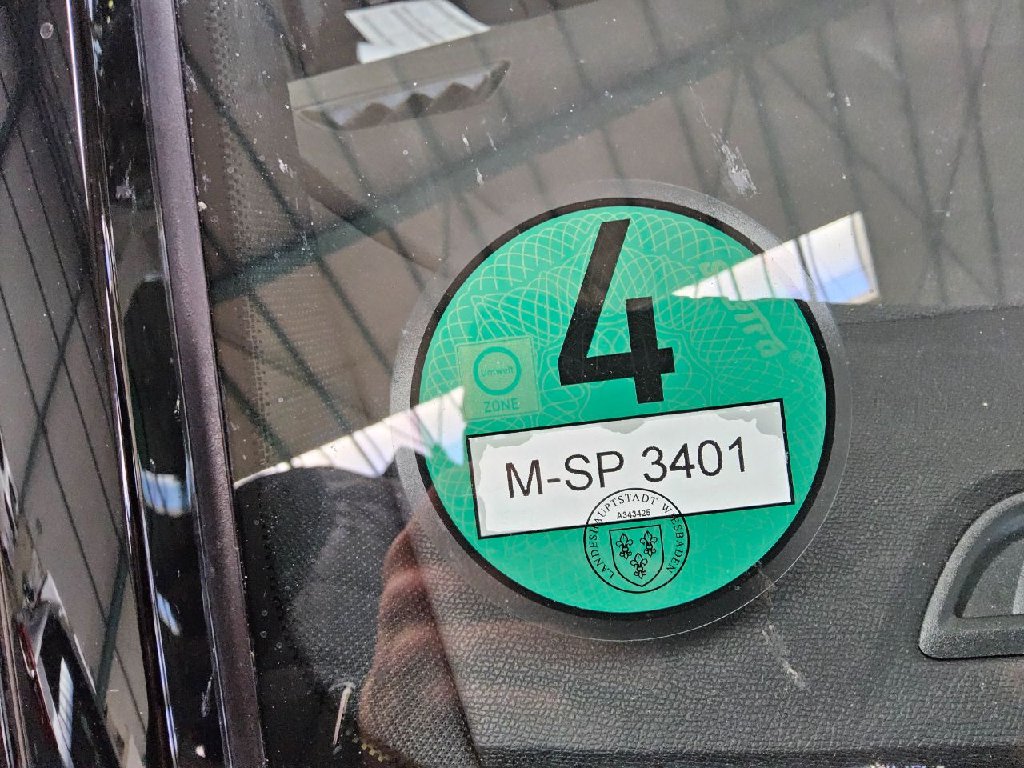 4
umwelt
ZONE
M-SP 3401
LANDESHAUPTSTADT WIESBADEN
A343426